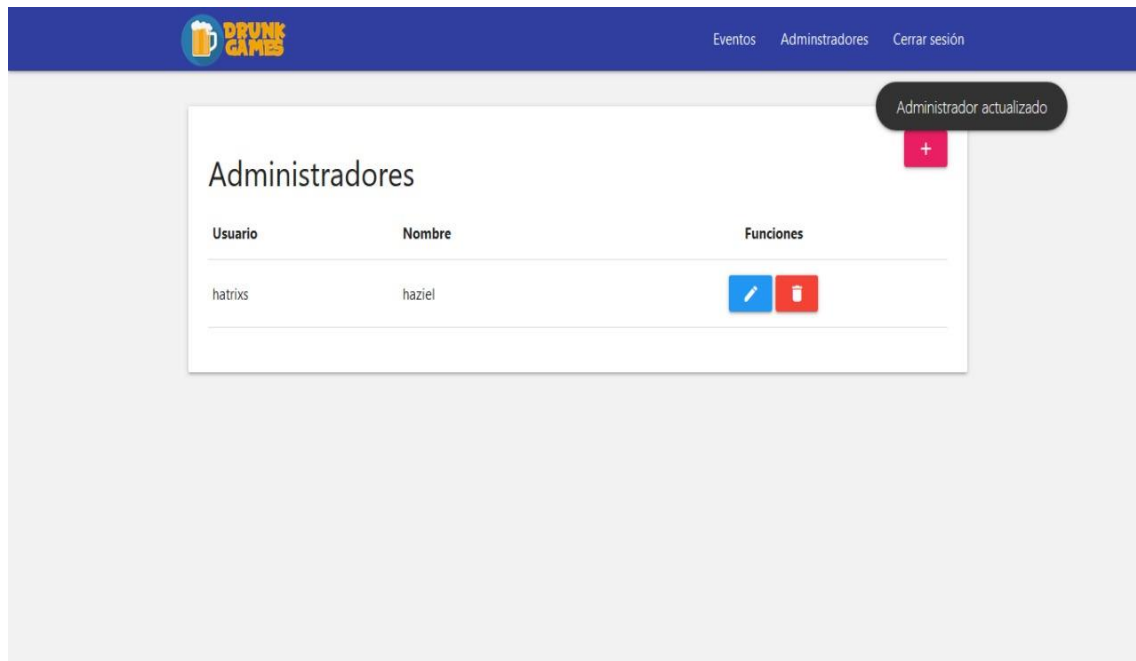 DRUNK
GAMES
Eventos Adminstradores Cerrar sesión
Administrador actualizado
+
Administradores
Usuario Nombre Funciones
hatrixs haziel